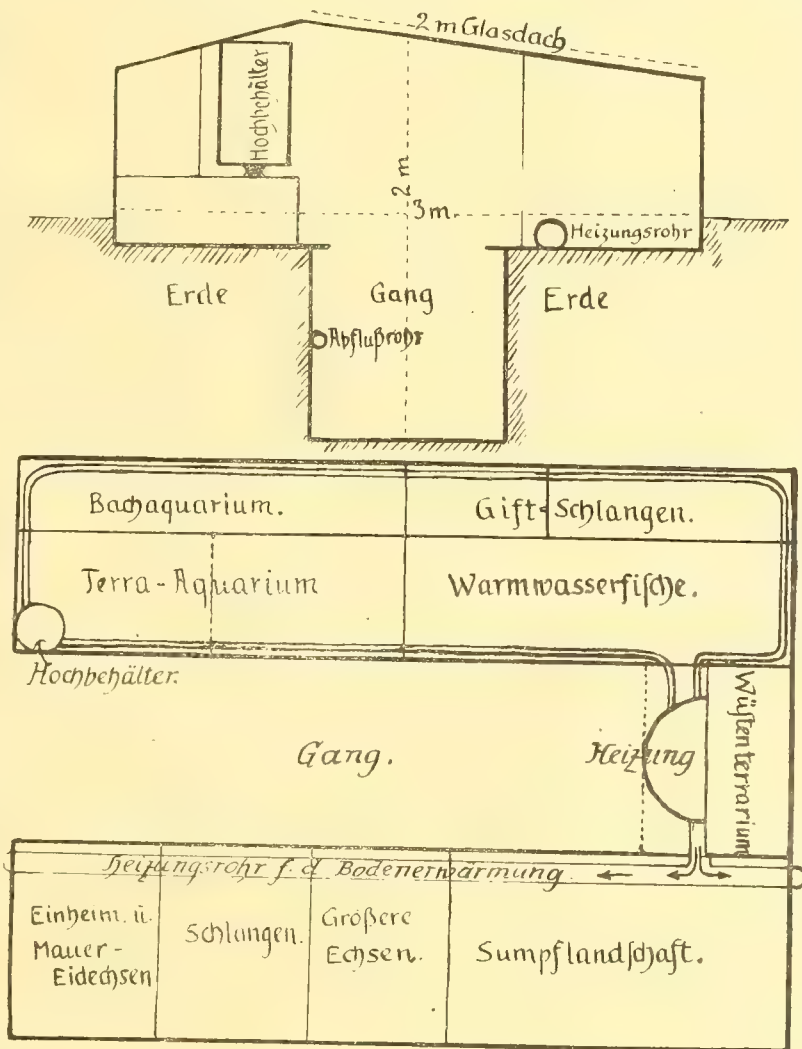 2 m Glasdach
Hochbehälter
2 m
3 m.
Heizungsrohr
Erde
Gang
Erde
Abflußrohr
Bachaquarium.
Gift-Schlangen.
Terra-Aquarium
Warmwasserfische.
Hochbehälter.
Gang.
Heizung
Wüstenterrarium
Heizungsrohr f. d. Bodenerwärmung
Einheim. u.
Mauer-
Eidechsen
Schlangen.
Größere
Echsen.
Sumpflandschaft.